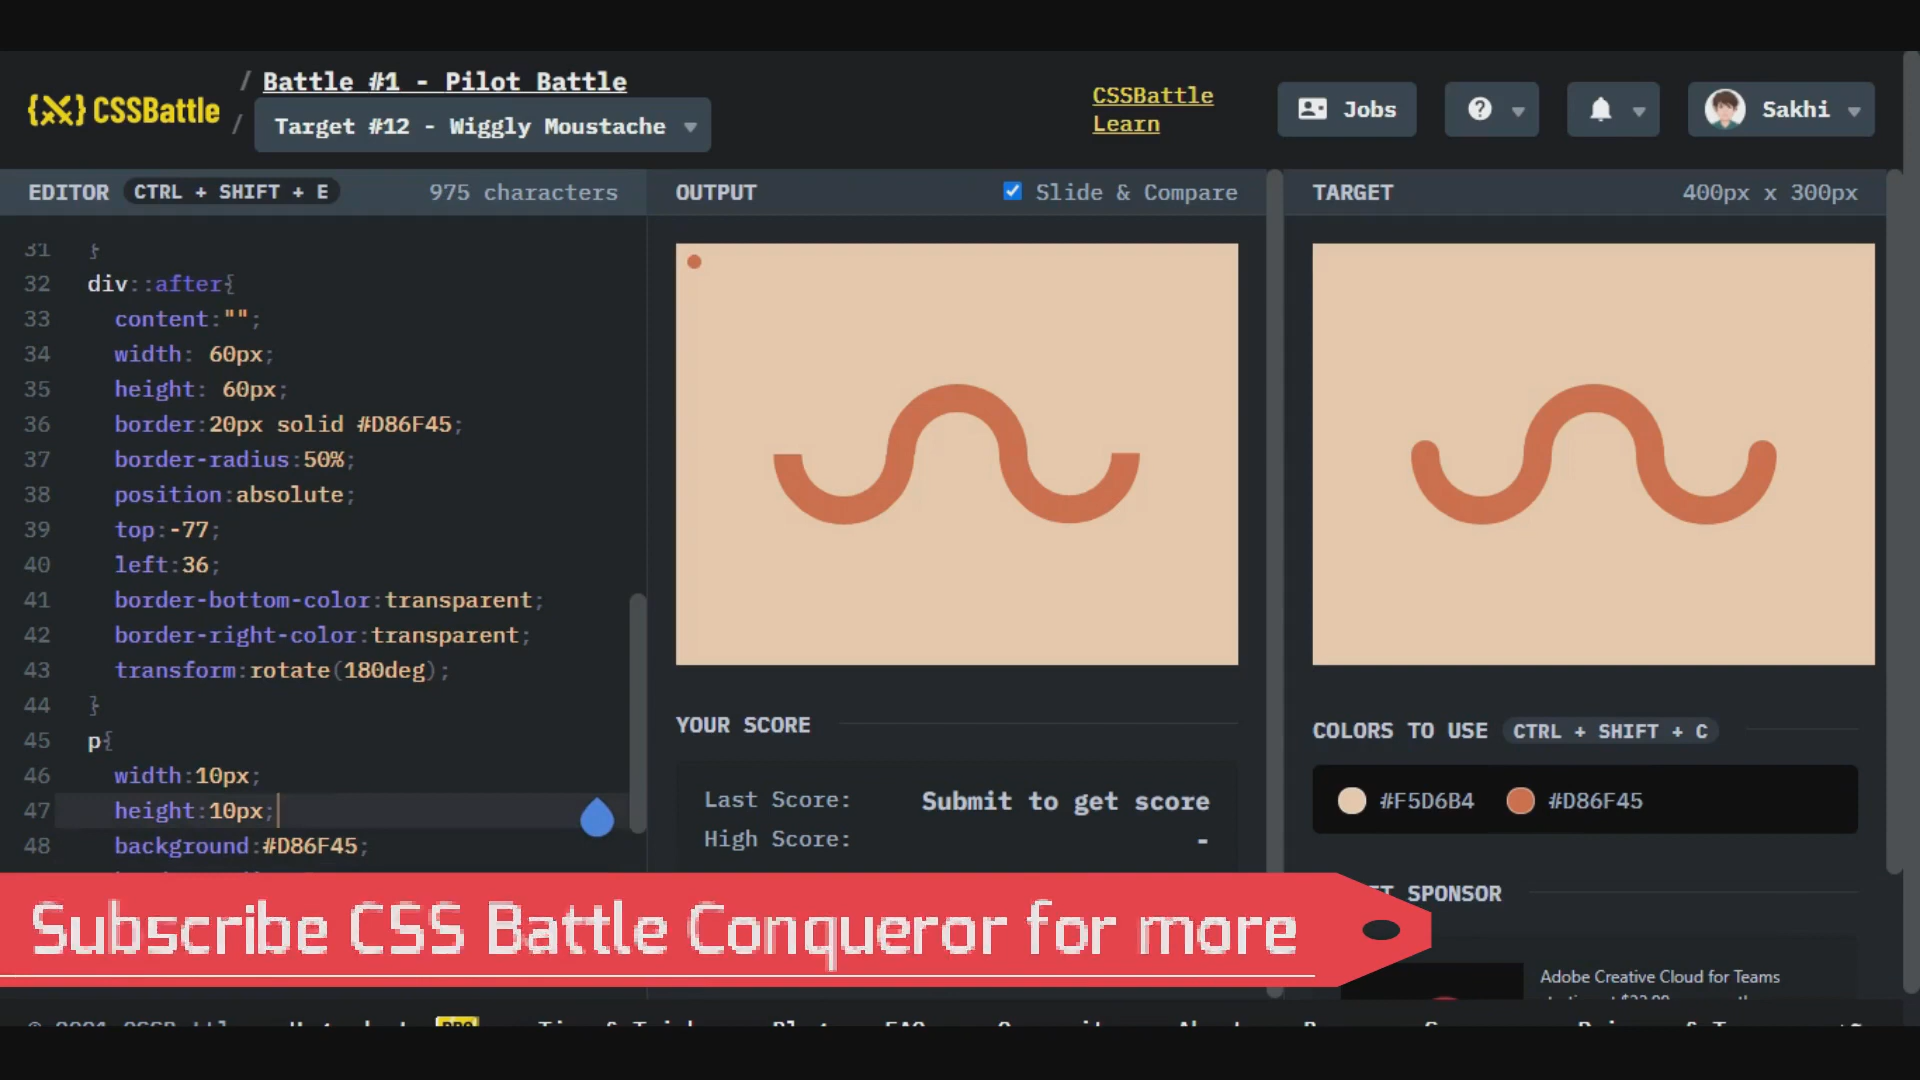 / Battle #1 - Pilot Battle
{} CSSBattle
/ Target #12 - Wiggly Moustache
CSSBattle
Learn
Jobs
Sakhi
EDITOR CTRL + SHIFT + E 975 characters
OUTPUT
Slide & Compare
TARGET 400px x 300px
31 }
32 div::after{
33 content:"";
34 width: 60px;
35 height: 60px;
36 border:20px solid #D86F45;
37 border-radius:50%;
38 position:absolute;
39 top:-77;
40 left:36;
41 border-bottom-color:transparent;
42 border-right-color:transparent;
43 transform:rotate(180deg);
44 }
45 p{
46 width:10px;
47 height:10px;
48 background:#D86F45;
YOUR SCORE
Last Score: Submit to get score
High Score: -
COLORS TO USE CTRL + SHIFT + C
#F5D6B4 #D86F45
SPONSOR
Subscribe CSS Battle Conqueror for more
Adobe Creative Cloud for Teams